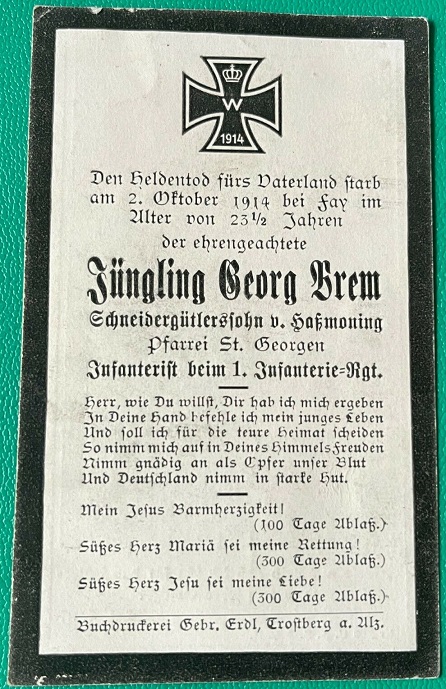 W
1914
Den Heldentod fürs Vaterland starb
am 2. Oktober 1914 bei Fay im
Alter von 23½ Jahren
der ehrengeachtete
Jüngling Georg Brem
Schneidergütlerssohn v. Haßmoning
Pfarrei St. Georgen
Infanterist beim 1. Infanterie-Rgt.
Herr, wie Du willst, Dir hab ich mich ergeben
In Deine Hand befehle ich mein junges Leben
Und soll ich für die teure Heimat scheiden
So nimm mich auf in Deines Himmels Freuden
Nimm gnädig an als Opfer unser Blut
Und Deutschland nimm in starke Hut.
Mein Jesus Barmherzigkeit!
(100 Tage Ablaß.)
Süßes Herz Mariä sei meine Rettung!
(300 Tage Ablaß.)
Süßes Herz Jesu sei meine Liebe!
(300 Tage Ablaß.)
Buchdruckerei Gebr. Erdl, Trostberg a. Alz.